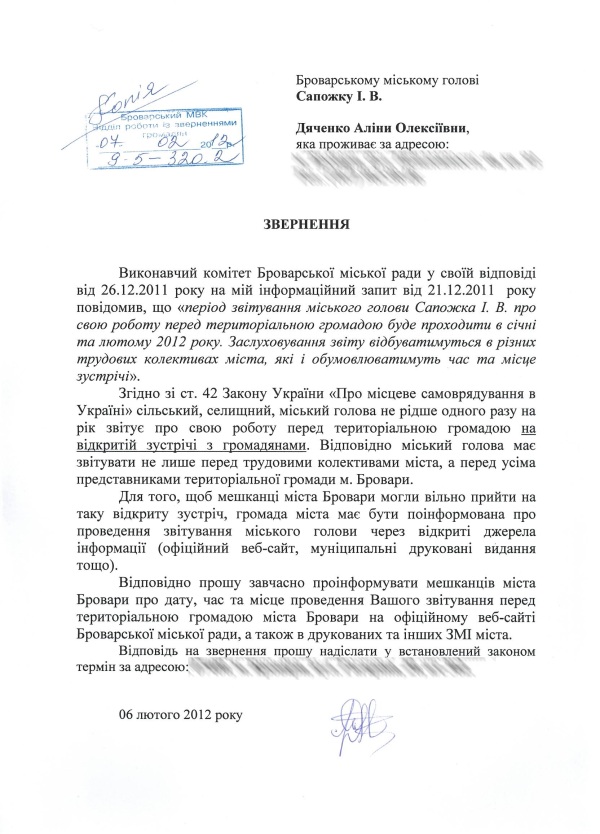 Броварському міському голові
Сапожку І. В.
Копія
Броварський МВК
відділ роботи із зверненнями
громадян
07 02 2012р
9-5-320.2
Дяченко Аліни Олексіївни,
яка проживає за адресою:
ЗВЕРНЕННЯ
Виконавчий комітет Броварської міської ради у своїй відповіді
від 26.12.2011 року на мій інформаційний запит від 21.12.2011 року
повідомив, що «період звітування міського голови Сапожка І. В. про
свою роботу перед територіальною громадою буде проходити в січні
та лютому 2012 року. Заслуховування звіту відбуватимуться в різних
трудових колективах міста, які і обумовлюватимуть час та місце
зустрічі».
Згідно зі ст. 42 Закону України «Про місцеве самоврядування в
Україні» сільський, селищний, міський голова не рідше одного разу на
рік звітує про свою роботу перед територіальною громадою на
відкритій зустрічі з громадянами. Відповідно міський голова має
звітувати не лише перед трудовими колективами міста, а перед усіма
представниками територіальної громади м. Бровари.
Для того, щоб мешканці міста Бровари могли вільно прийти на
таку відкриту зустріч, громада міста має бути поінформована про
проведення звітування міського голови через відкриті джерела
інформації (офіційний веб-сайт, муніципальні друковані видання
тощо).
Відповідно прошу завчасно проінформувати мешканців міста
Бровари про дату, час та місце проведення Вашого звітування перед
територіальною громадою міста Бровари на офіційному веб-сайті
Броварської міської ради, а також в друкованих та інших ЗМІ міста.
Відповідь на звернення прошу надіслати у встановлений законом
термін за адресою:
06 лютого 2012 року